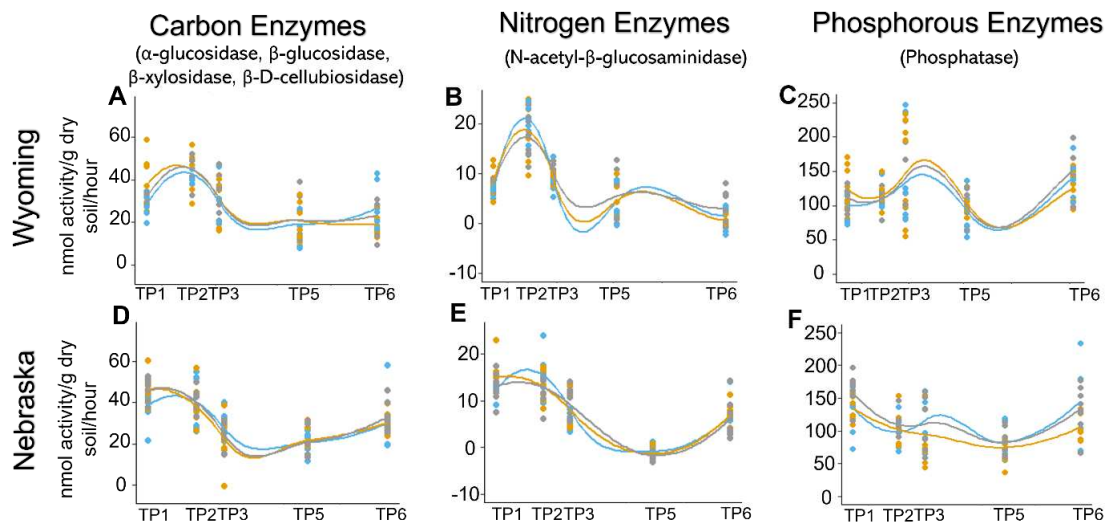 Carbon Enzymes
(α-glucosidase, β-glucosidase,
β-xylosidase, β-D-cellubiosidase)
Nitrogen Enzymes
(N-acetyl-β-glucosaminidase)
Phosphorous Enzymes
(Phosphatase)
Wyoming
nmol activity/g dry
soil/hour
A
60
40
20
0
TP1 TP2 TP3 TP5 TP6
B
20
10
0
-10
TP1 TP2 TP3 TP5 TP6
C
250
200
150
100
50
0
TP1 TP2 TP3 TP5 TP6
Nebraska
nmol activity/g dry
soil/hour
D
60
40
20
0
TP1 TP2 TP3 TP5 TP6
E
20
10
0
-10
TP1 TP2 TP3 TP5 TP6
F
250
200
150
100
50
0
TP1 TP2 TP3 TP5 TP6